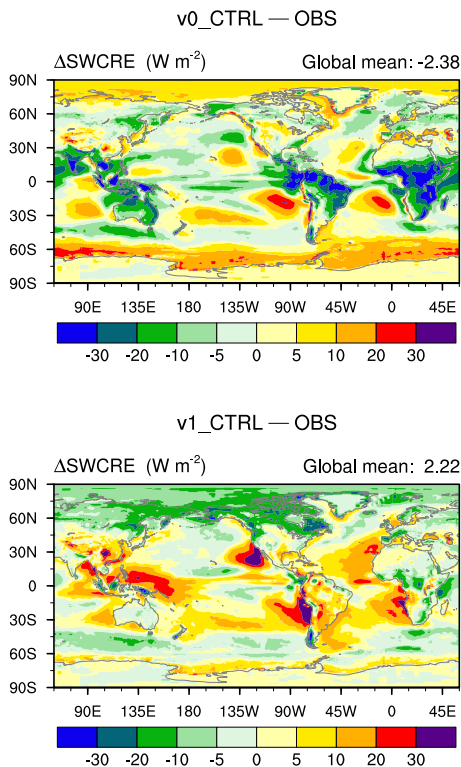 v0_CTRL — OBS
ΔSWCRE (W m-2) Global mean: -2.38
90N
60N
30N
0
30S
60S
90S
90E 135E 180 135W 90W 45W 0 45E
-30 -20 -10 -5 0 5 10 20 30
v1_CTRL — OBS
ΔSWCRE (W m-2) Global mean: 2.22
90N
60N
30N
0
30S
60S
90S
90E 135E 180 135W 90W 45W 0 45E
-30 -20 -10 -5 0 5 10 20 30